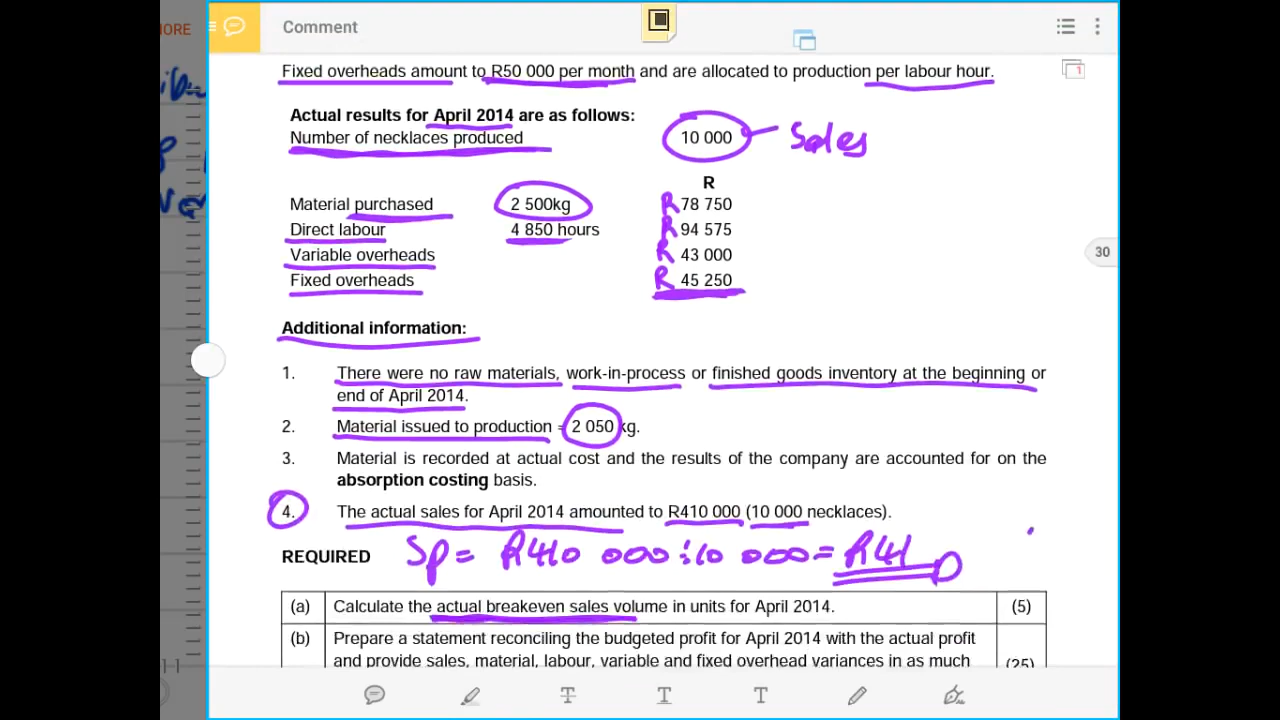 ORE
Comment
Fixed overheads amount to R50 000 per month and are allocated to production per labour hour.
1
Actual results for April 2014 are as follows:
Number of necklaces produced 10 000 Sales
R
Material purchased 2 500kg R 78 750
Direct labour 4 850 hours R 94 575
Variable overheads R 43 000
30
Fixed overheads R 45 250
Additional information:
1. There were no raw materials, work-in-process or finished goods inventory at the beginning or
end of April 2014.
2. Material issued to production = 2 050 kg.
3. Material is recorded at actual cost and the results of the company are accounted for on the
absorption costing basis.
4. The actual sales for April 2014 amounted to R410 000 (10 000 necklaces).
REQUIRED Sp = R410 000 ÷ 10 000 = R41
(a) Calculate the actual breakeven sales volume in units for April 2014. (5)
(b) Prepare a statement reconciling the budgeted profit for April 2014 with the actual profit
and provide sales, material, labour, variable and fixed overhead variances in as much (25)